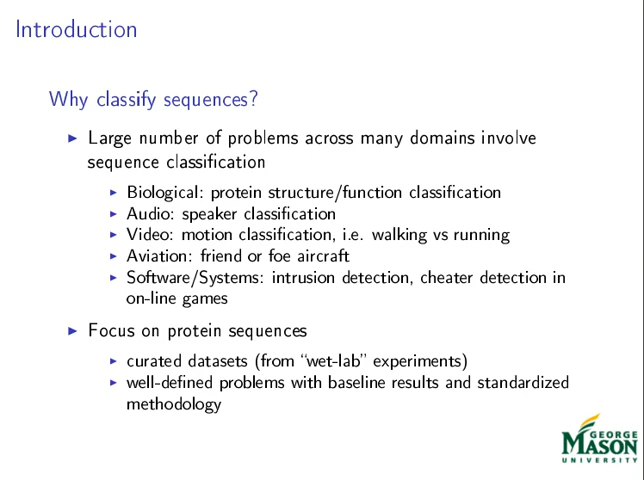 Introduction
Why classify sequences?
Large number of problems across many domains involve
sequence classification
Biological: protein structure/function classification
Audio: speaker classification
Video: motion classification, i.e. walking vs running
Aviation: friend or foe aircraft
Software/Systems: intrusion detection, cheater detection in
on-line games
Focus on protein sequences
curated datasets (from “wet-lab” experiments)
well-defined problems with baseline results and standardized
methodology
GEORGE
MASON
UNIVERSITY